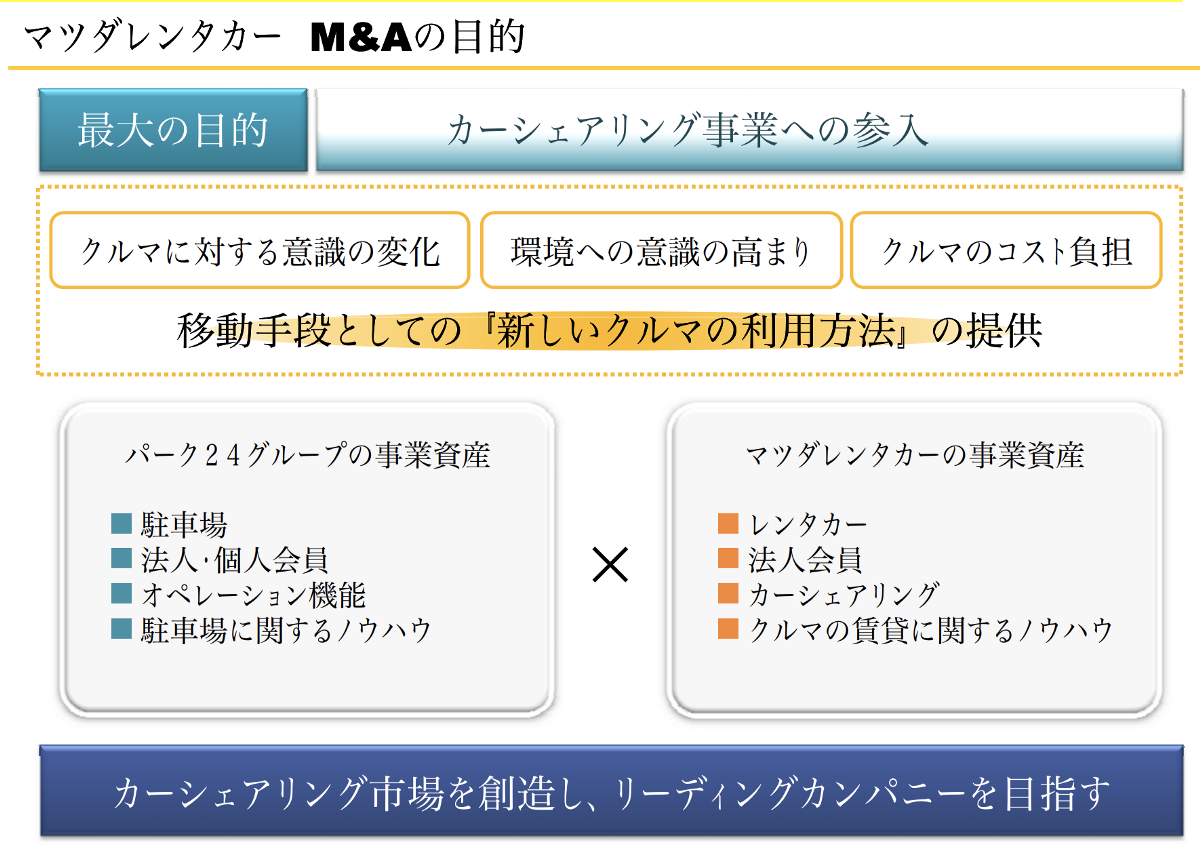 マツダレンタカー M&Aの目的
最大の目的
カーシェアリング事業への参入
クルマに対する意識の変化
環境への意識の高まり
クルマのコスト負担
移動手段としての『新しいクルマの利用方法』の提供
パーク２４グループの事業資産
■ 駐車場
■ 法人･個人会員
■ オペレーション機能
■ 駐車場に関するノウハウ
×
マツダレンタカーの事業資産
■ レンタカー
■ 法人会員
■ カーシェアリング
■ クルマの賃貸に関するノウハウ
カーシェアリング市場を創造し、リーディングカンパニーを目指す